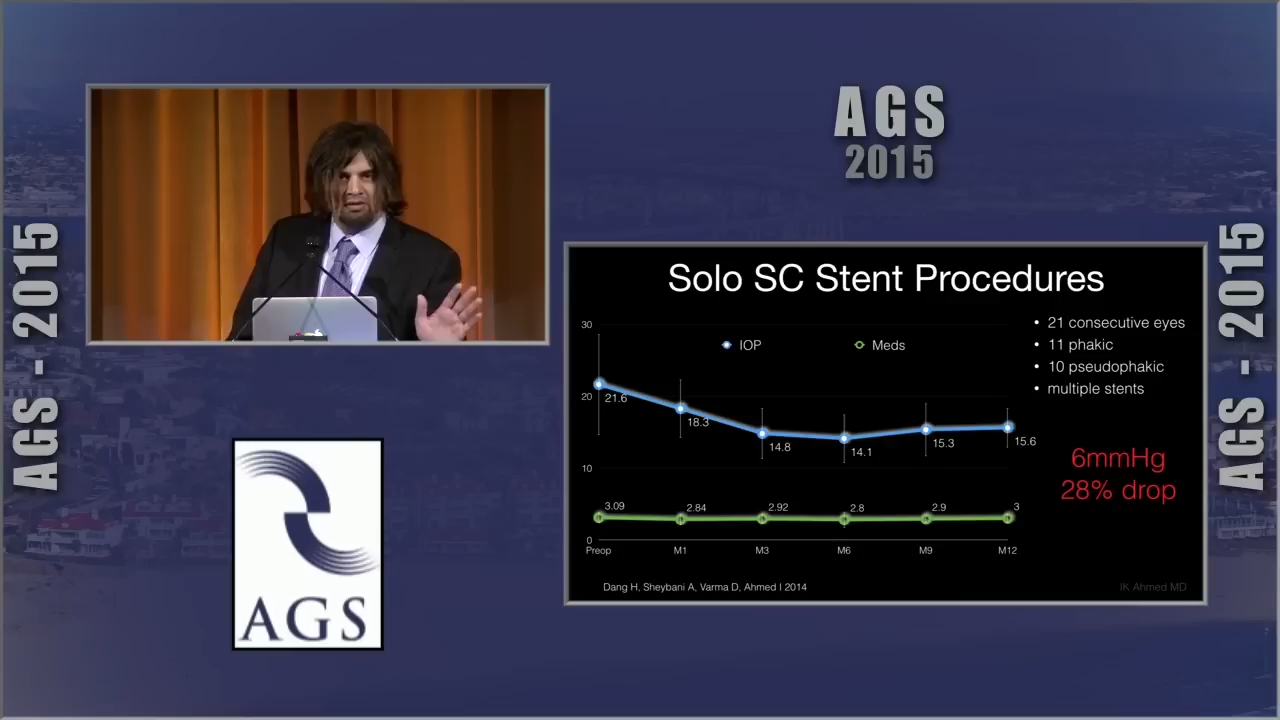 AGS
2015
AGS - 2015
AGS - 2015
Solo SC Stent Procedures
• 21 consecutive eyes
• 11 phakic
• 10 pseudophakic
• multiple stents
6mmHg
28% drop
IOP
Meds
30
20
10
0
21.6
18.3
14.8
14.1
15.3
15.6
3.09
2.84
2.92
2.8
2.9
3
Preop
M1
M3
M6
M9
M12
Dang H, Sheybani A, Varma D, Ahmed I 2014
IK Ahmed MD
AGS